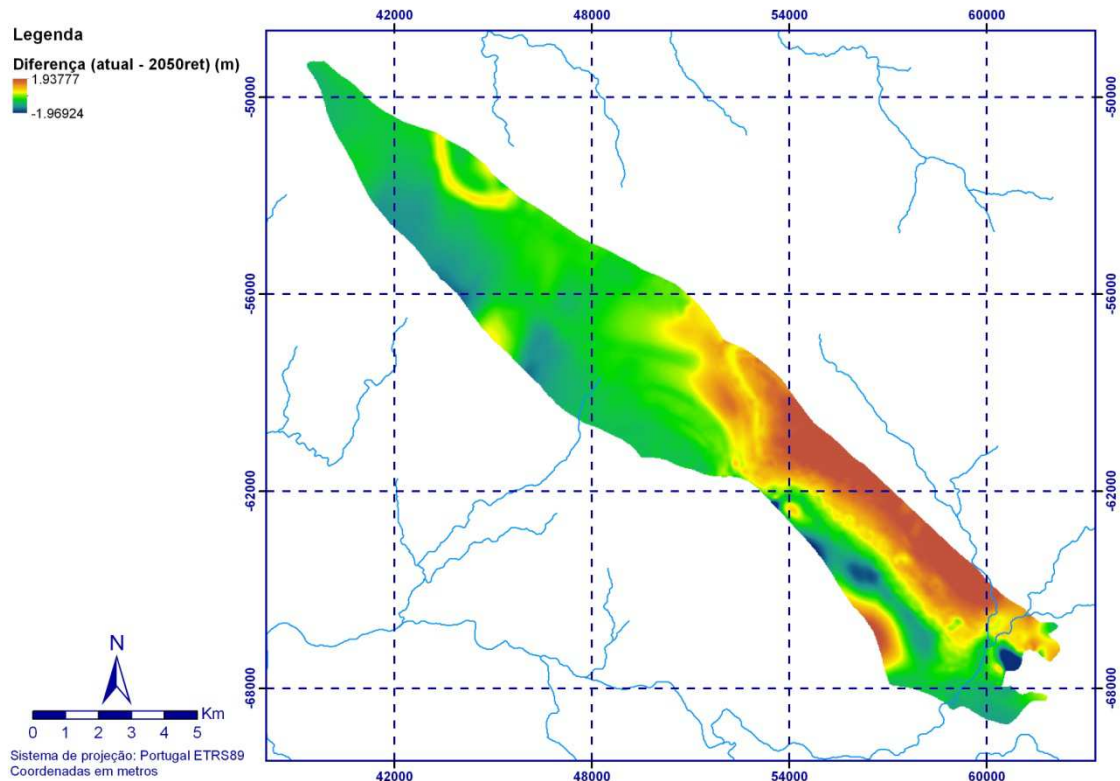 42000 48000 54000 60000
Legenda
Diferença (atual - 2050ret) (m)
1.93777
-1.96924
-50000 -50000
-56000 -56000
-62000 -62000
-68000 -68000
N
0 1 2 3 4 5 Km
Sistema de projeção: Portugal ETRS89
Coordenadas em metros
42000 48000 54000 60000